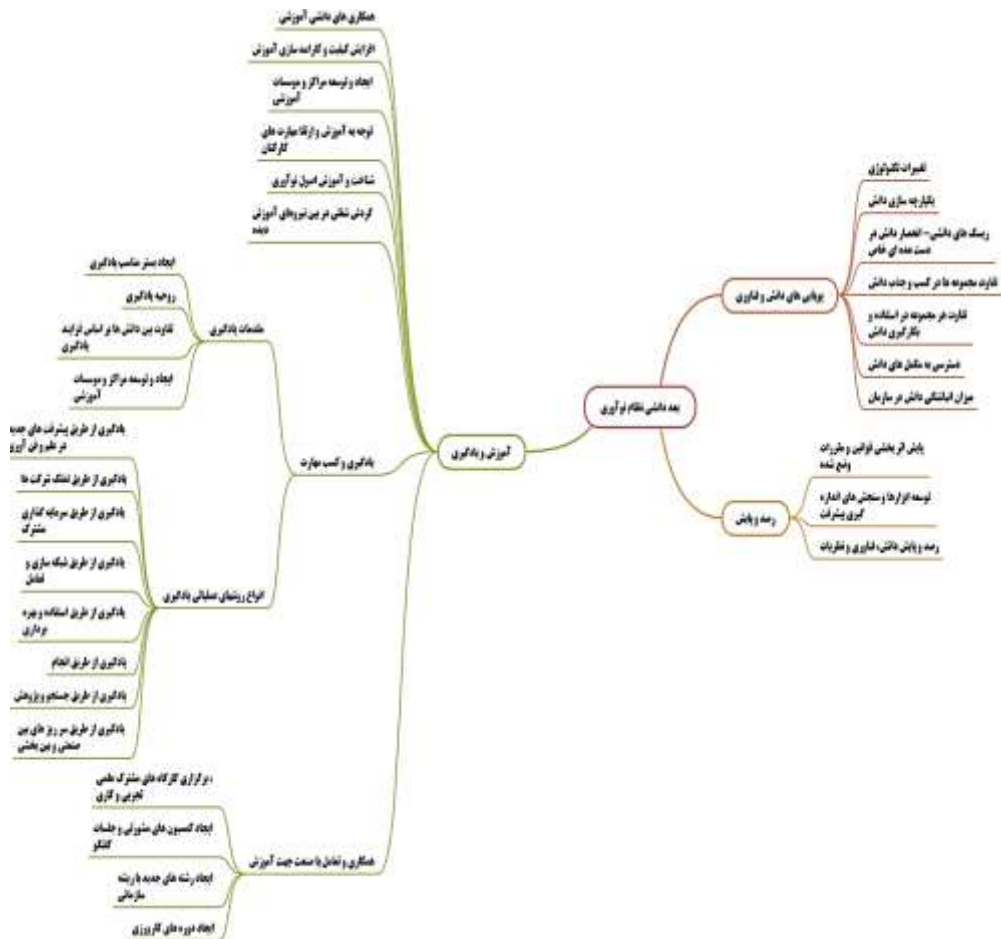 بعد دانشی نظام نوآوری
پویایی های دانش و فناوری
تغییرات تکنولوژی
یکپارچه سازی دانش
ریسک های دانشی- انحصار دانش در
دست عده ای خاص
تفاوت مجموعه ها در کسب و جذب دانش
تفاوت هر مجموعه در استفاده و
بکارگیری دانش
دسترسی به مکمل های دانش
میزان انباشتگی دانش در سازمان
رصد و پایش
پایش اثر بخشی قوانین و مقررات
وضع شده
توسعه ابزارها و سنجش های اندازه
گیری پیشرفت
رصد و پایش دانش، فناوری و نظریات
آموزش و یادگیری
همکاری های دانشی آموزشی
افزایش کیفیت و کارامد سازی آموزش
ایجاد و توسعه مراکز و موسسات
آموزشی
توجه به آموزش و ارتقا مهارت های
کارکنان
شناخت و آموزش اصول نوآوری
گردش شغلی در بین نیروهای آموزش
دیده
یادگیری و کسب مهارت
مقدمات یادگیری
ایجاد بستر مناسب یادگیری
روحیه یادگیری
تفاوت بین دانش ها بر اساس فرایند
یادگیری
ایجاد و توسعه مراکز و موسسات
آموزشی
انواع روشهای عملیاتی یادگیری
یادگیری از طریق پیشرفت های جدید
در علم و فن آوری
یادگیری از طریق تملک شرکت ها
یادگیری از طریق سرمایه گذاری
مشترک
یادگیری از طریق شبکه سازی و
تعامل
یادگیری از طریق استفاده و بهره
برداری
یادگیری از طریق انجام
یادگیری از طریق جستجو و پژوهش
یادگیری از طریق سر ریز های بین
صنعتی و بین بخشی
همکاری و تعامل با صنعت جهت آموزش
، برگزاری کارگاه های مشترک علمی
تجربی و کاری
ایجاد کمسیون های مشورتی و جلسات
گفتگو
ایجاد رشته های جدید با ریشه
سازمانی
ایجاد دوره های کارورزی